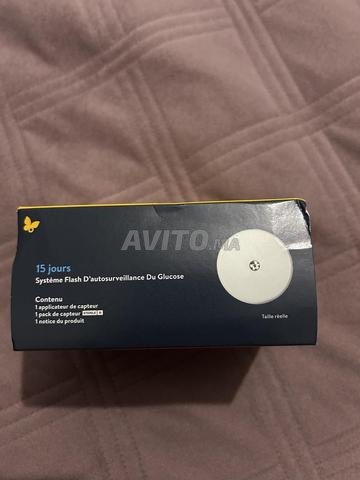 AVITO.MA
15 jours
Système Flash D'autosurveillance Du Glucose
Contenu
1 applicateur de capteur
1 pack de capteur STERILE R
1 notice du produit
Taille réelle